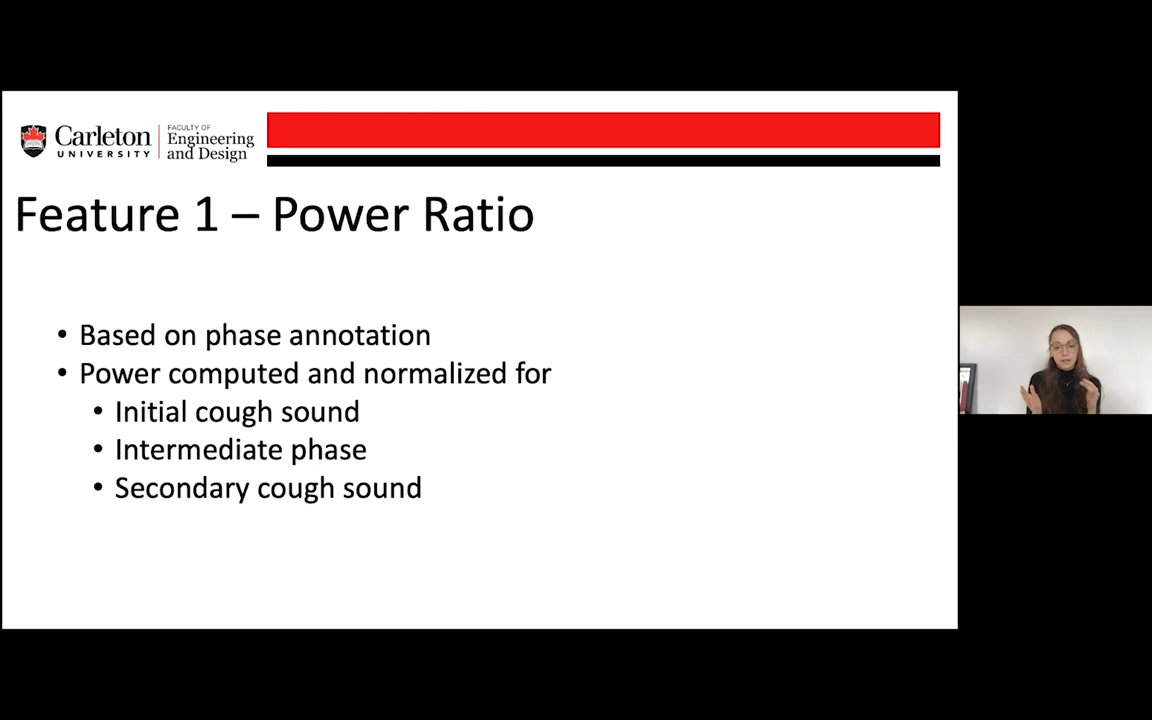 Carleton
UNIVERSITY
FACULTY OF
Engineering
and Design
Feature 1 – Power Ratio
• Based on phase annotation
• Power computed and normalized for
• Initial cough sound
• Intermediate phase
• Secondary cough sound